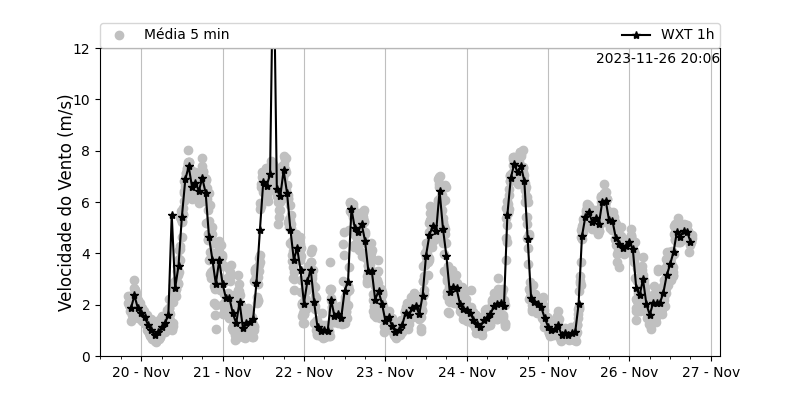 Média 5 min
WXT 1h
2023-11-26 20:06
Velocidade do Vento (m/s)
12
10
8
6
4
2
0
20 - Nov
21 - Nov
22 - Nov
23 - Nov
24 - Nov
25 - Nov
26 - Nov
27 - Nov